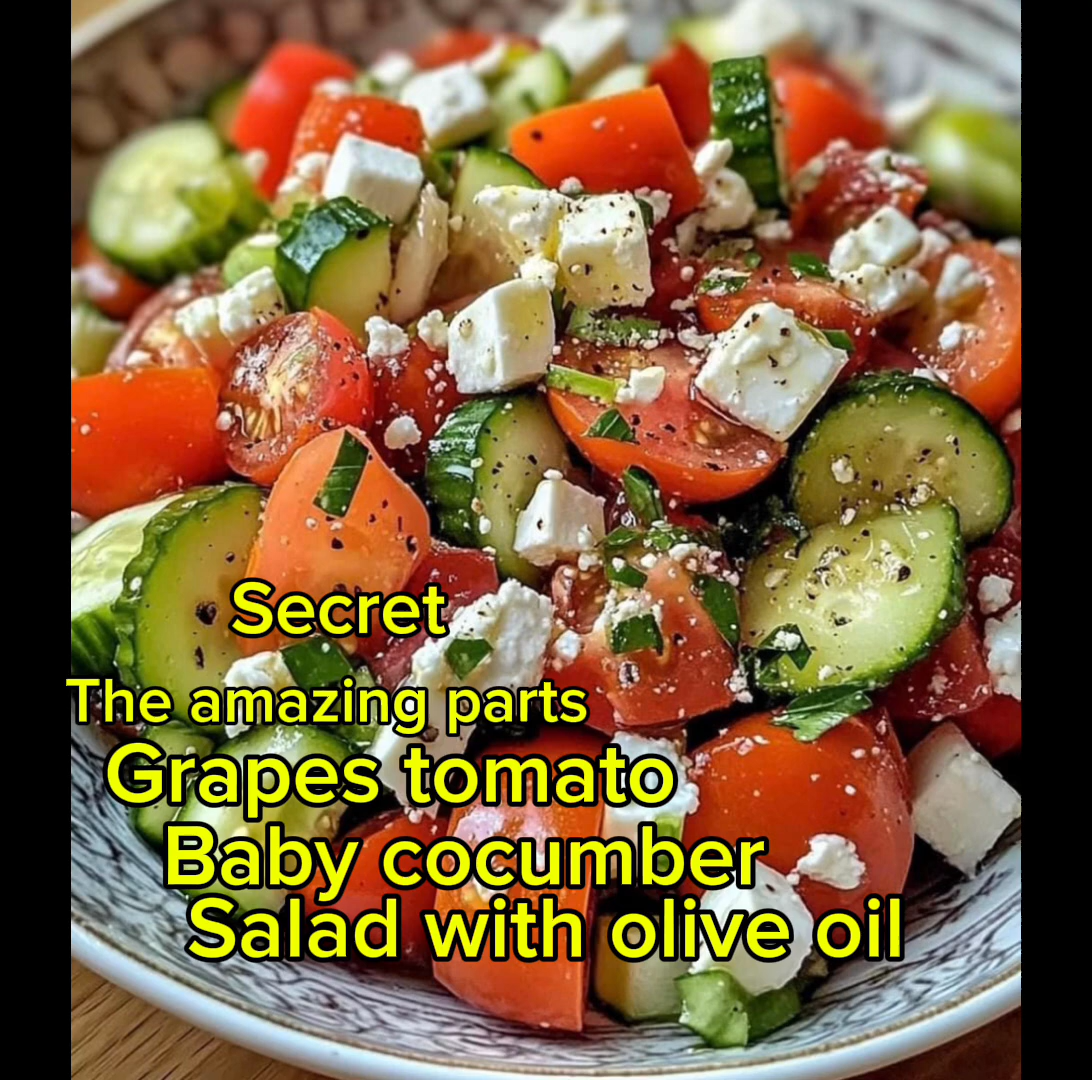 Secret
The amazing parts
Grapes tomato
Baby cocumber
Salad with olive oil